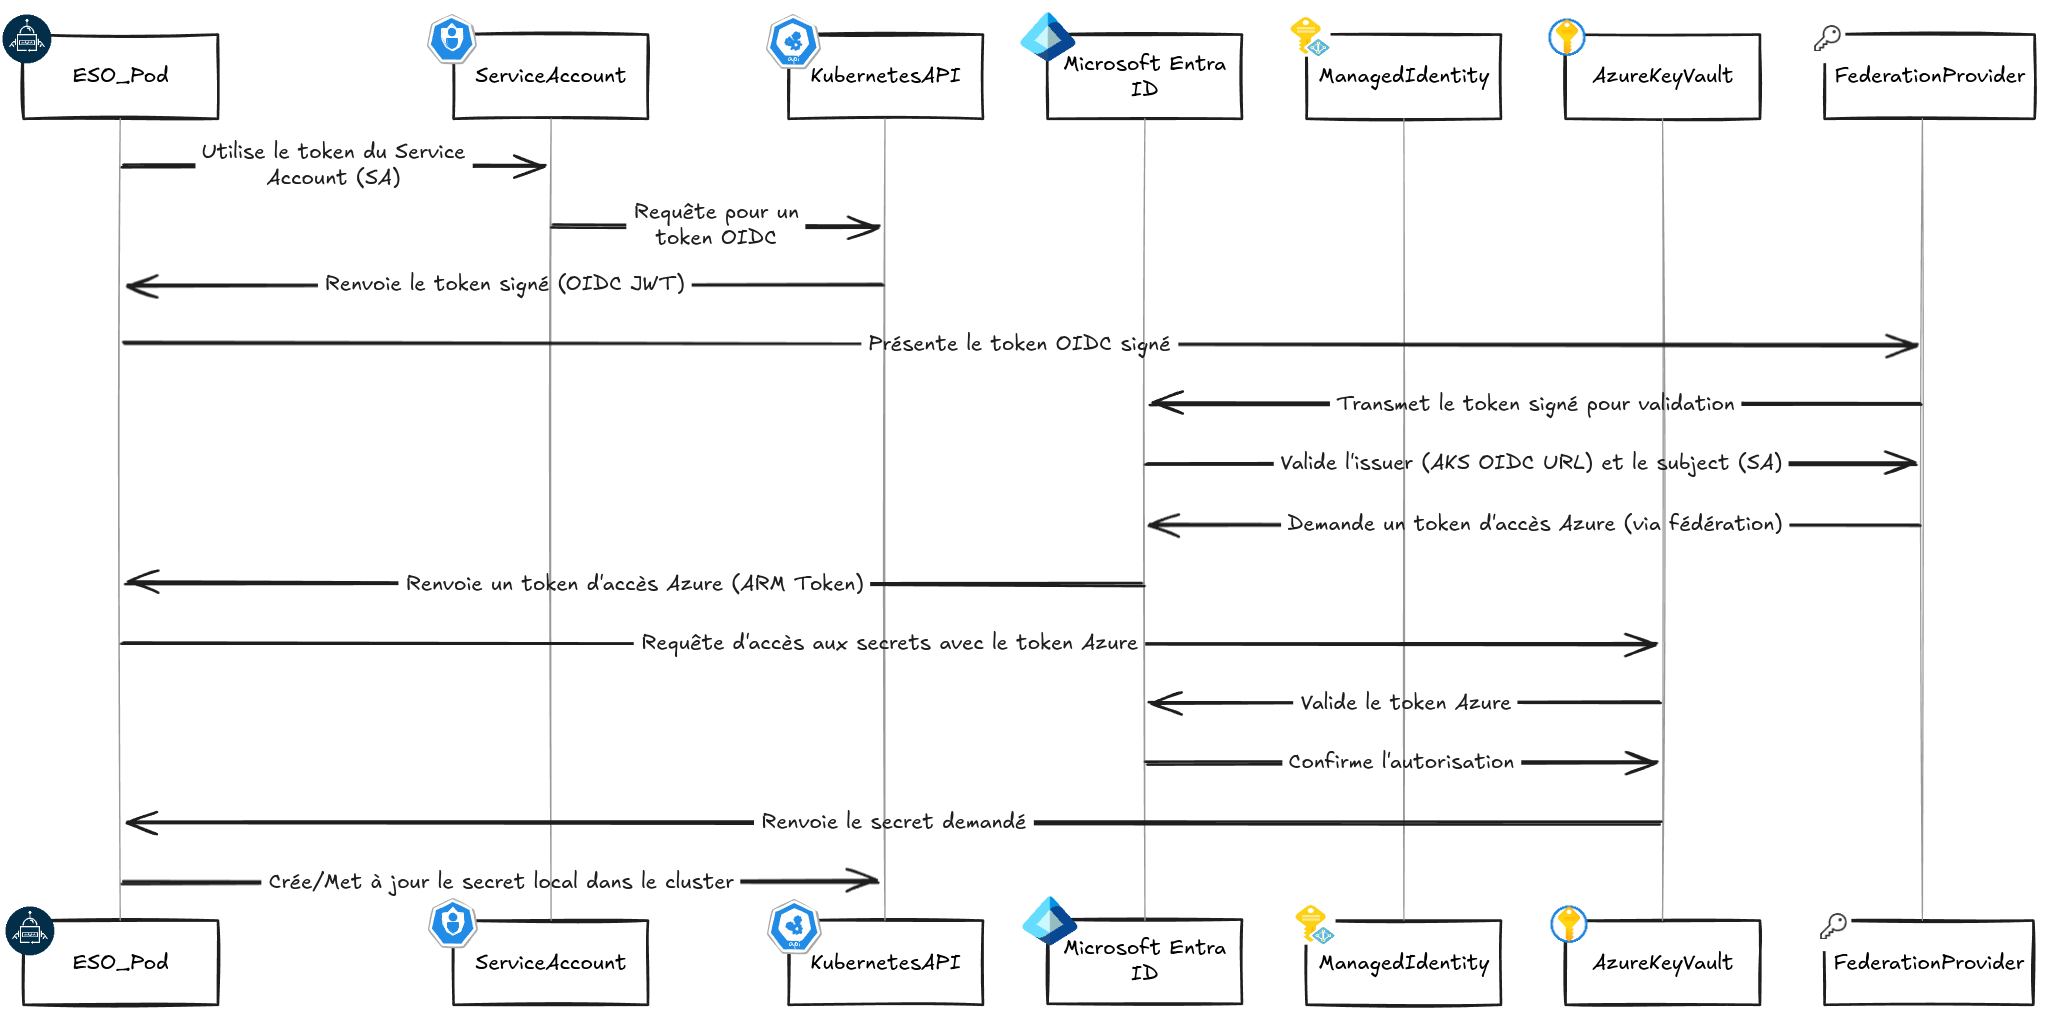 ESO_Pod
ServiceAccount
KubernetesAPI
Microsoft Entra
ID
ManagedIdentity
AzureKeyVault
FederationProvider
Utilise le token du Service
Account (SA)
Requête pour un
token OIDC
Renvoie le token signé (OIDC JWT)
Présente le token OIDC signé
Transmet le token signé pour validation
Valide l'issuer (AKS OIDC URL) et le subject (SA)
Demande un token d'accès Azure (via fédération)
Renvoie un token d'accès Azure (ARM Token)
Requête d'accès aux secrets avec le token Azure
Valide le token Azure
Confirme l'autorisation
Renvoie le secret demandé
Crée/Met à jour le secret local dans le cluster
ESO_Pod
ServiceAccount
KubernetesAPI
Microsoft Entra
ID
ManagedIdentity
AzureKeyVault
FederationProvider